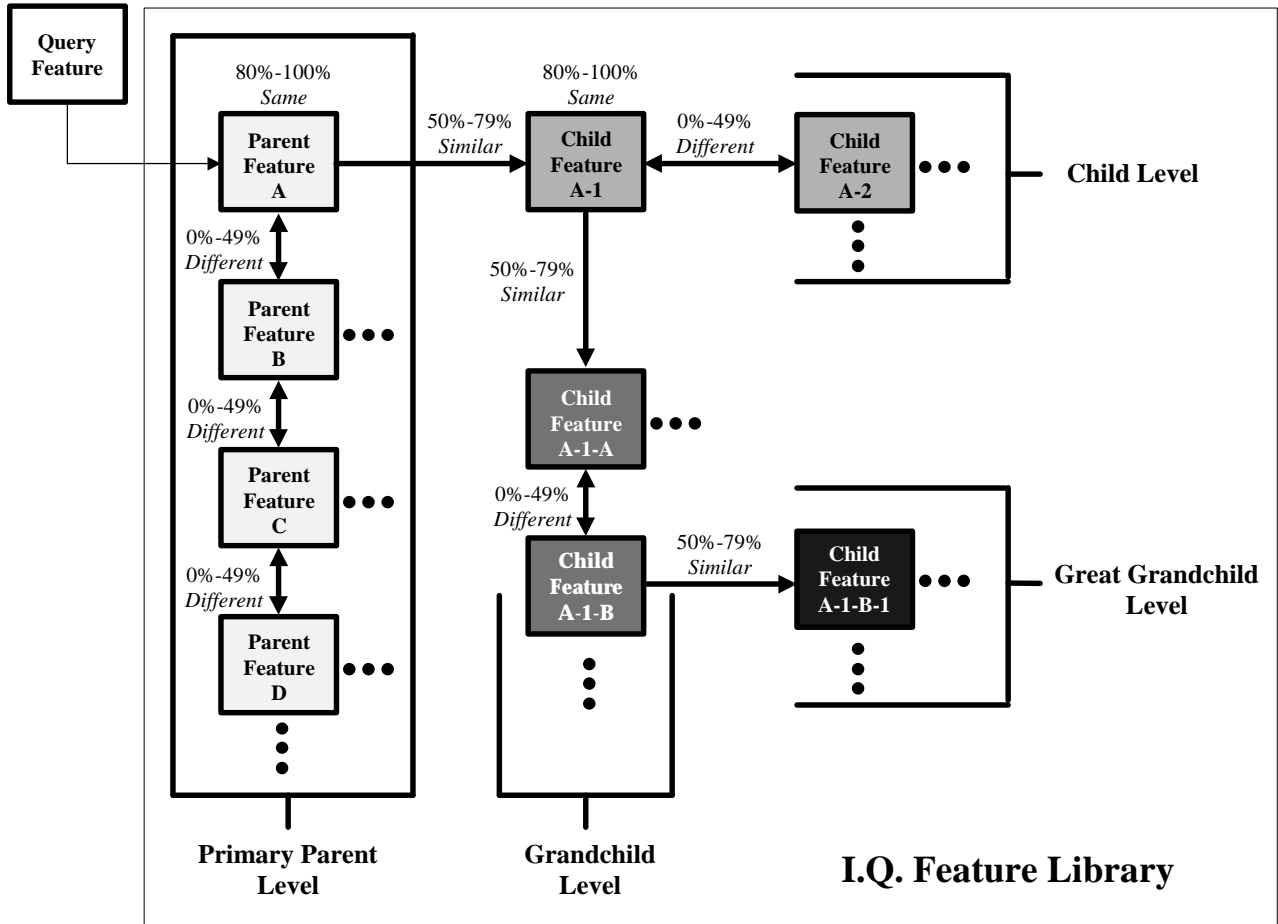 Query
Feature
80%-100%
Same
Parent
Feature
A
50%-79%
Similar
80%-100%
Same
Child
Feature
A-1
0%-49%
Different
Child
Feature
A-2
Child Level
0%-49%
Different
Parent
Feature
B
50%-79%
Similar
0%-49%
Different
Child
Feature
A-1-A
Parent
Feature
C
0%-49%
Different
0%-49%
Different
Child
Feature
A-1-B
50%-79%
Similar
Child
Feature
A-1-B-1
Great Grandchild
Level
Parent
Feature
D
Primary Parent
Level
Grandchild
Level
I.Q. Feature Library